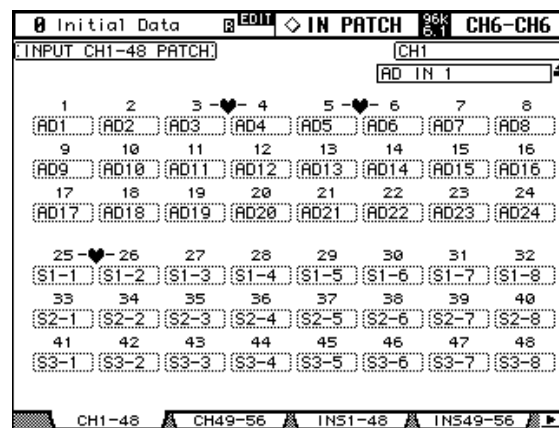 0 Initial Data R EDIT ◇ IN PATCH 96K 6.1 CH6-CH6
INPUT CH1-48 PATCH CH1
AD IN 1
1 2 3 -♥- 4 5 -♥- 6 7 8
AD1 AD2 AD3 AD4 AD5 AD6 AD7 AD8
9 10 11 12 13 14 15 16
AD9 AD10 AD11 AD12 AD13 AD14 AD15 AD16
17 18 19 20 21 22 23 24
AD17 AD18 AD19 AD20 AD21 AD22 AD23 AD24
25 -♥- 26 27 28 29 30 31 32
S1-1 S1-2 S1-3 S1-4 S1-5 S1-6 S1-7 S1-8
33 34 35 36 37 38 39 40
S2-1 S2-2 S2-3 S2-4 S2-5 S2-6 S2-7 S2-8
41 42 43 44 45 46 47 48
S3-1 S3-2 S3-3 S3-4 S3-5 S3-6 S3-7 S3-8
CH1-48 CH49-56 INS1-48 INS49-56